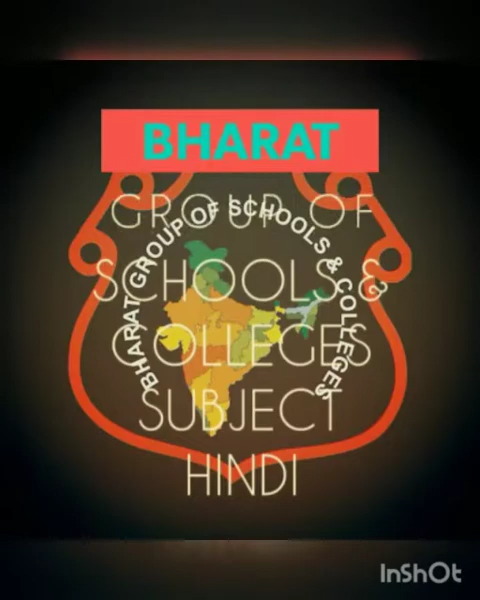 BHARAT
GROUP OF
SCHOOLS &
COLLEGES
SUBJECT
HINDI
BHARAT GROUP OF SCHOOLS & COLLEGES
InShOt